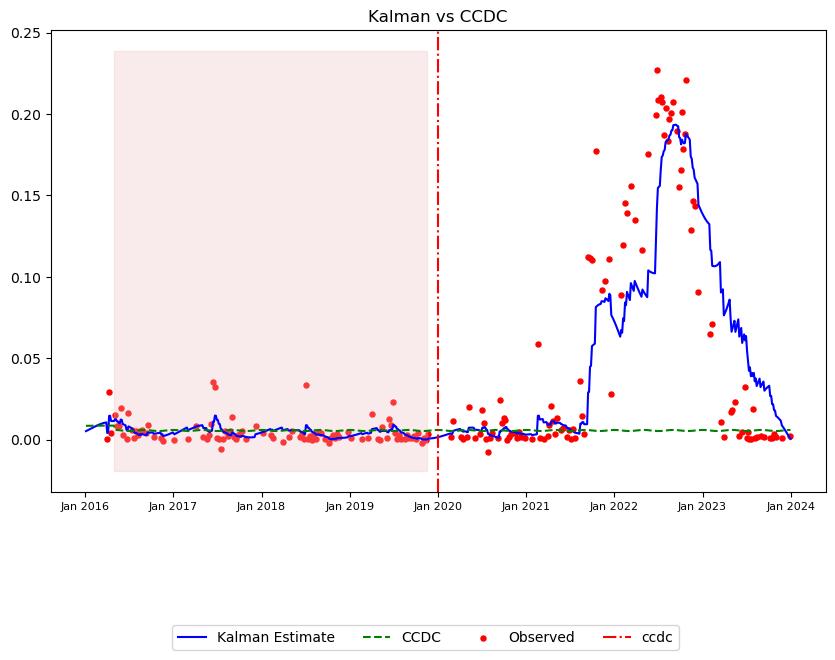 Kalman vs CCDC
0.25
0.20
0.15
0.10
0.05
0.00
Jan 2016 Jan 2017 Jan 2018 Jan 2019 Jan 2020 Jan 2021 Jan 2022 Jan 2023 Jan 2024
Kalman Estimate CCDC Observed ccdc